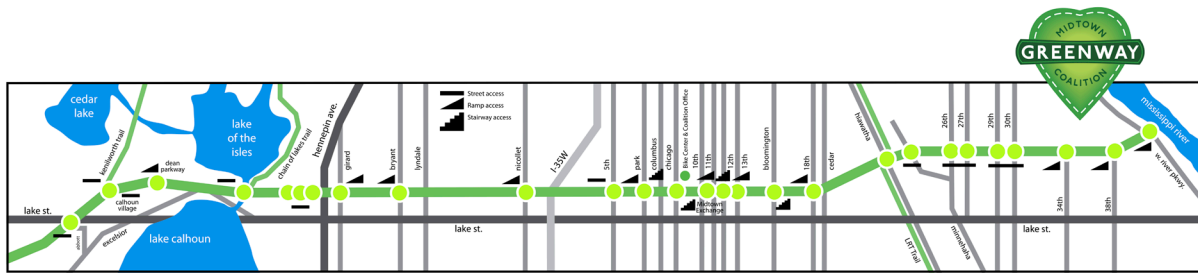 MIDTOWN
GREENWAY
COALITION
cedar
lake
kenilworth trail
dean
parkway
calhoun
village
lake st.
excelsior
lake
of the
isles
chain of lakes trail
lake calhoun
hennepin ave.
girard
bryant
lyndale
Street access
Ramp access
Stairway access
lake st.
nicollet
I-35W
5th
park
columbus
chicago
Bike Center & Coalition Office
10th
11th
12th
13th
Midtown
Exchange
bloomington
18th
cedar
hiawatha
LRT Trail
minnehaha
26th
27th
29th
30th
lake st.
34th
38th
w. river pkwy.
mississippi river